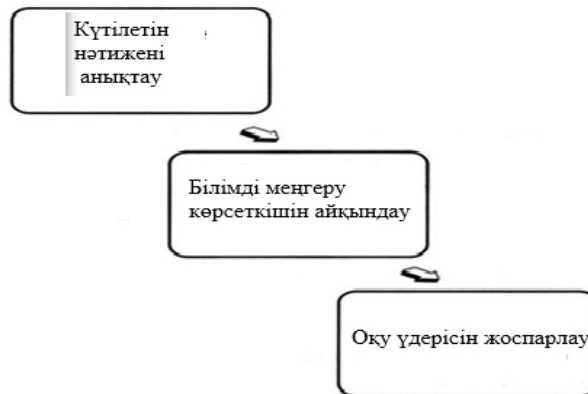 Күтілетін
нәтижені
анықтау
Білімді меңгеру
көрсеткішін айқындау
Оқу үдерісін жоспарлау